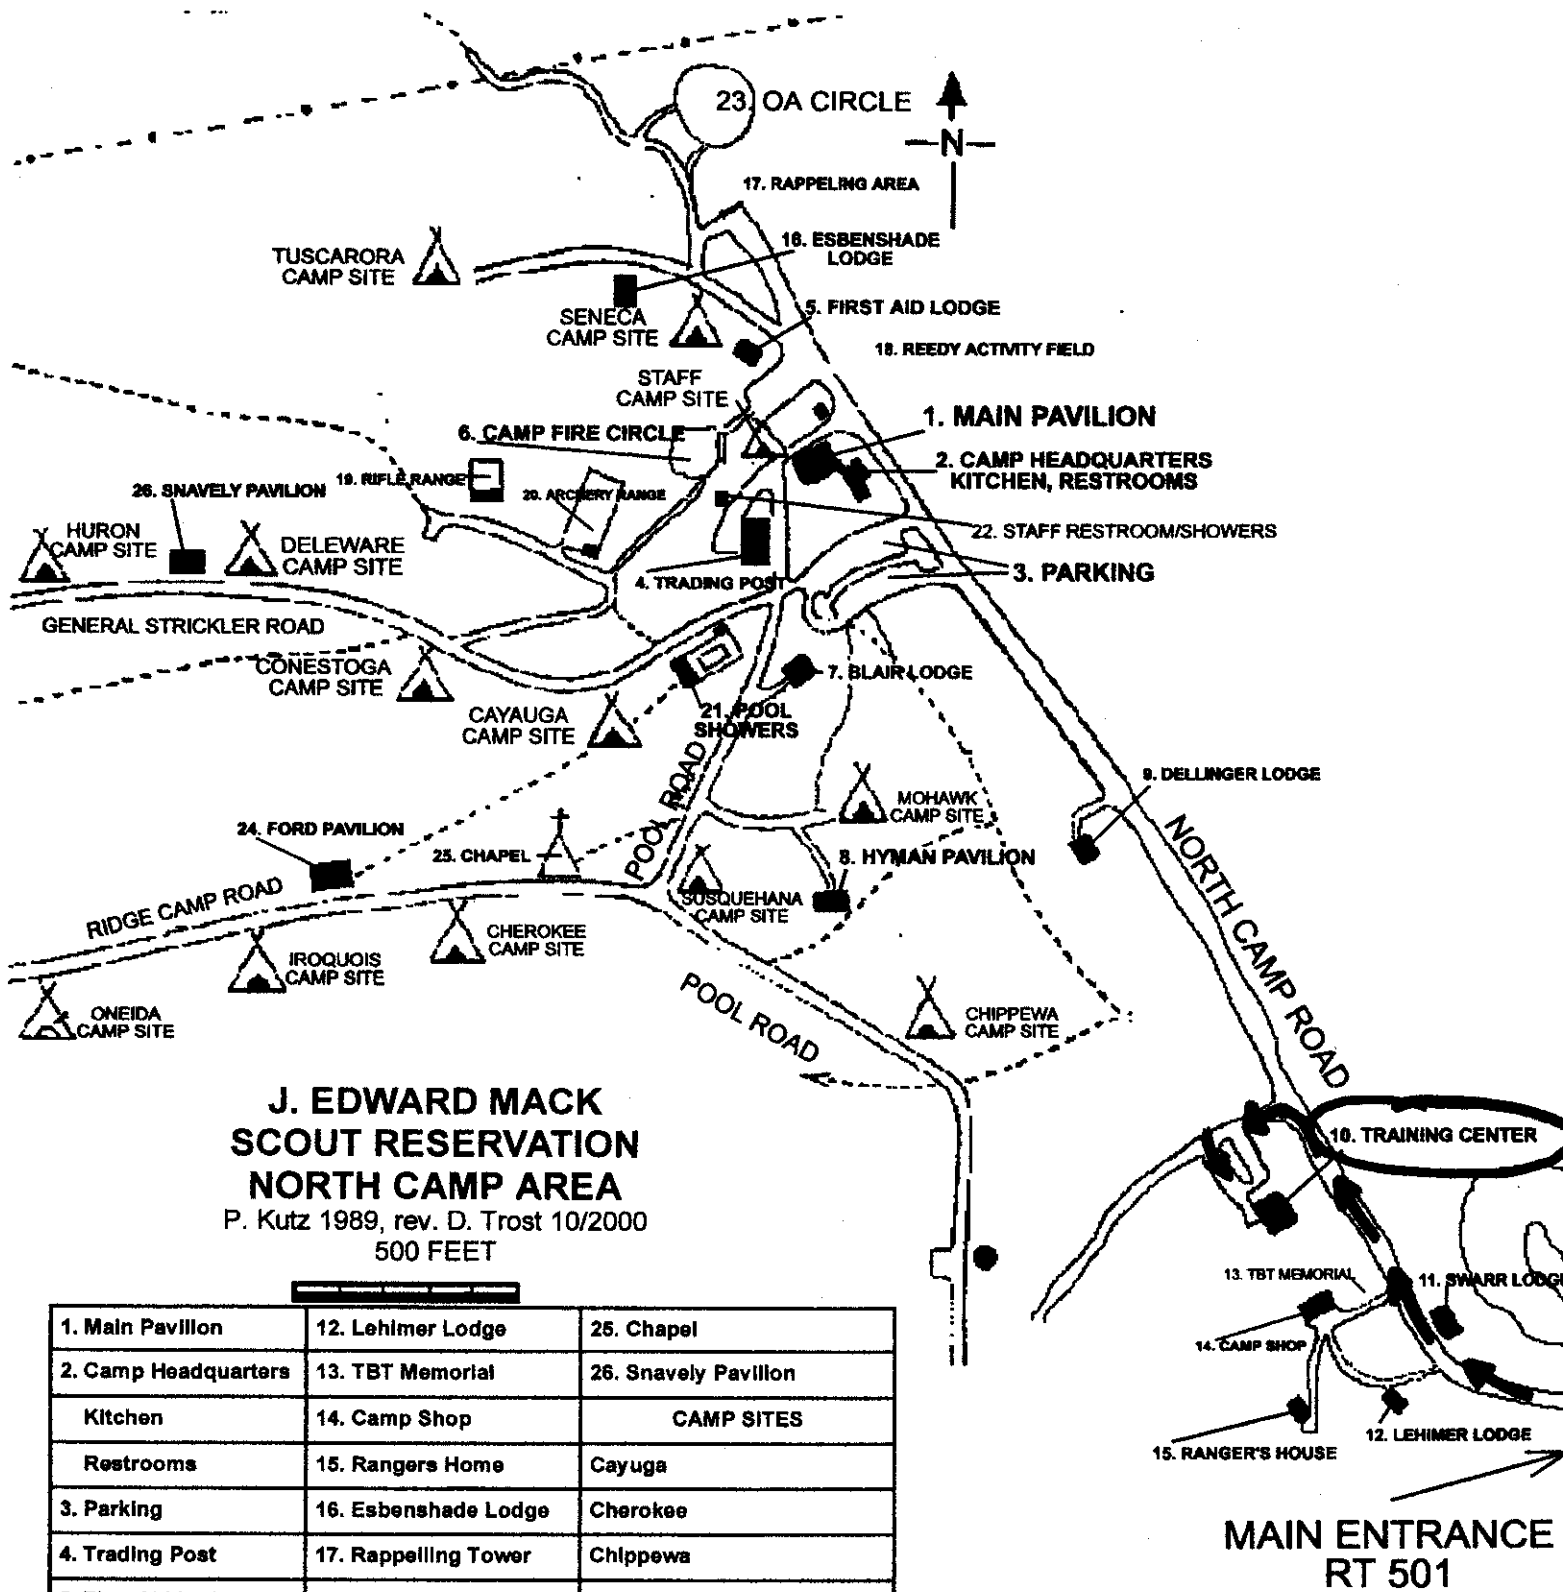 23. OA CIRCLE
N
17. RAPPELING AREA
16. ESBENSHADE
LODGE
TUSCARORA
CAMP SITE
SENECA
CAMP SITE
5. FIRST AID LODGE
18. REEDY ACTIVITY FIELD
STAFF
CAMP SITE
1. MAIN PAVILION
6. CAMP FIRE CIRCLE
2. CAMP HEADQUARTERS
KITCHEN, RESTROOMS
19. RIFLE RANGE
20. ARCHERY RANGE
26. SNAVELY PAVILION
22. STAFF RESTROOM/SHOWERS
HURON
CAMP SITE
DELEWARE
CAMP SITE
4. TRADING POST
3. PARKING
GENERAL STRICKLER ROAD
CONESTOGA
CAMP SITE
7. BLAIR LODGE
CAYAUGA
CAMP SITE
21. POOL
SHOWERS
POOL ROAD
9. DELLINGER LODGE
MOHAWK
CAMP SITE
24. FORD PAVILION
25. CHAPEL
8. HYMAN PAVILION
NORTH CAMP ROAD
RIDGE CAMP ROAD
SUSQUEHANA
CAMP SITE
CHEROKEE
CAMP SITE
IROQUOIS
CAMP SITE
POOL ROAD
ONEIDA
CAMP SITE
CHIPPEWA
CAMP SITE
J. EDWARD MACK
SCOUT RESERVATION
NORTH CAMP AREA
P. Kutz 1989, rev. D. Trost 10/2000
500 FEET
10. TRAINING CENTER
13. TBT MEMORIAL
11. SWARR LODGE
14. CAMP SHOP
12. LEHIMER LODGE
15. RANGER'S HOUSE
MAIN ENTRANCE
RT 501
1. Main Pavilion 12. Lehimer Lodge 25. Chapel
2. Camp Headquarters 13. TBT Memorial 26. Snavely Pavilion
Kitchen 14. Camp Shop CAMP SITES
Restrooms 15. Rangers Home Cayuga
3. Parking 16. Esbenshade Lodge Cherokee
4. Trading Post 17. Rappelling Tower Chippewa